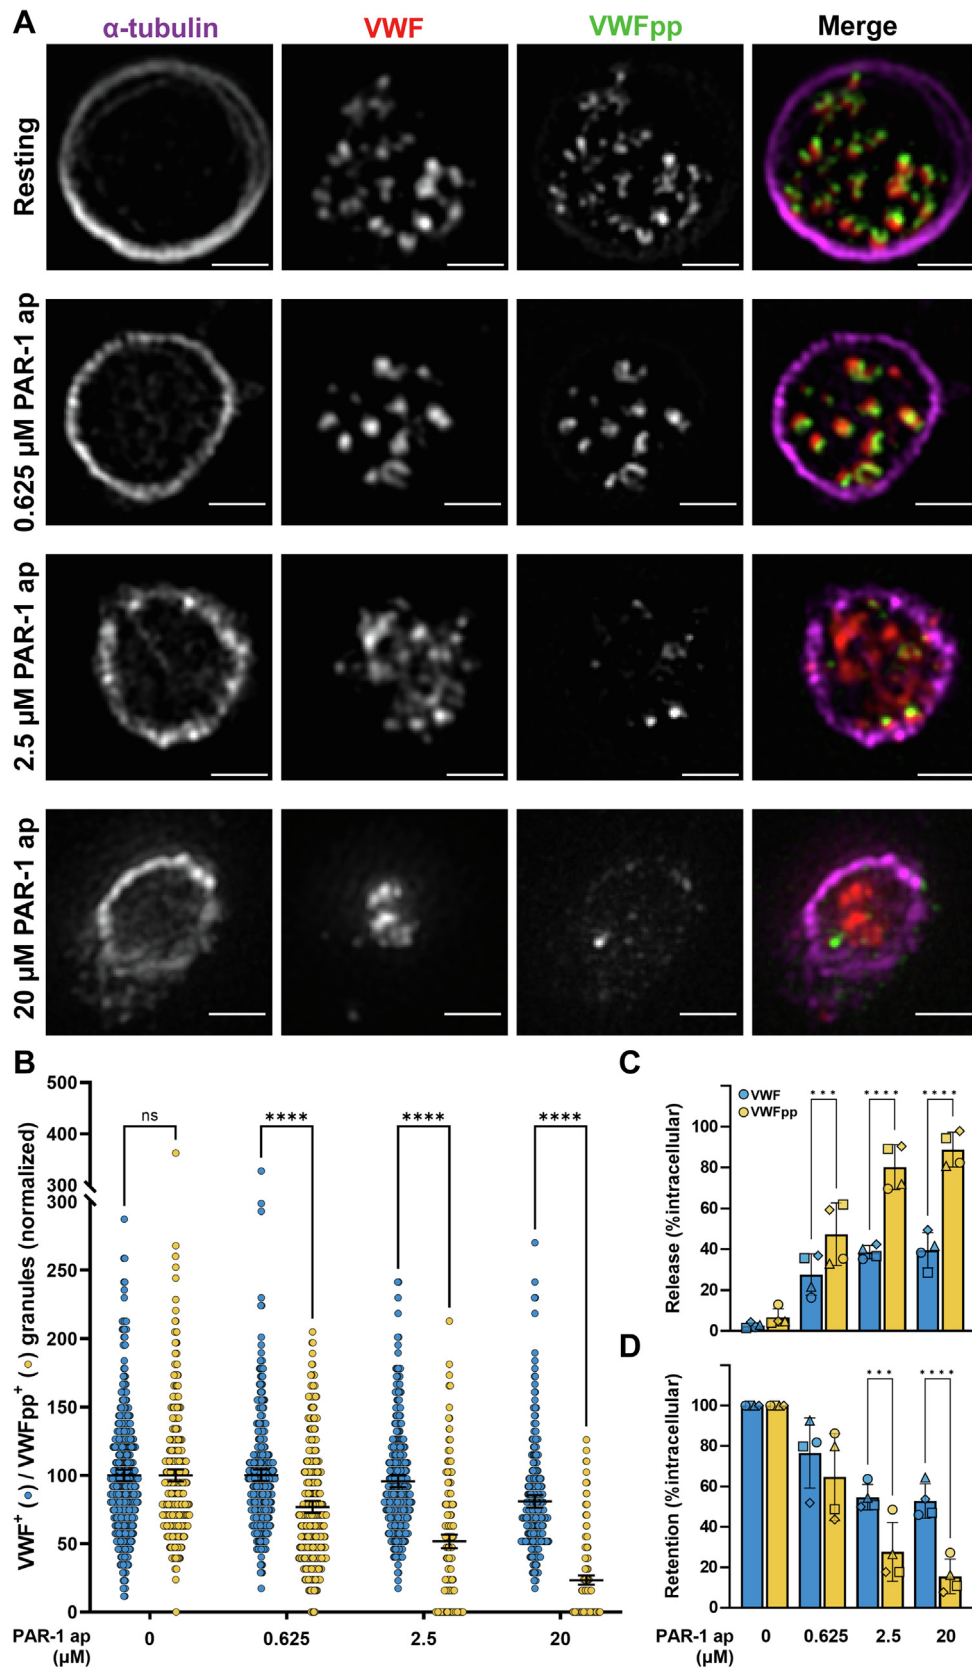 A
α-tubulin VWF VWFpp Merge
Resting
0.625 µM PAR-1 ap
2.5 µM PAR-1 ap
20 µM PAR-1 ap
B
VWF+ (●) / VWFpp+ (●) granules (normalized)
500
400
300
300
250
200
150
100
50
0
ns **** **** ****
PAR-1 ap (µM) 0 0.625 2.5 20
C
Release (%intracellular)
VWF
VWFpp
*** **** ****
100
80
60
40
20
0
D
Retention (%intracellular)
*** ****
100
80
60
40
20
0
PAR-1 ap (µM) 0 0.625 2.5 20